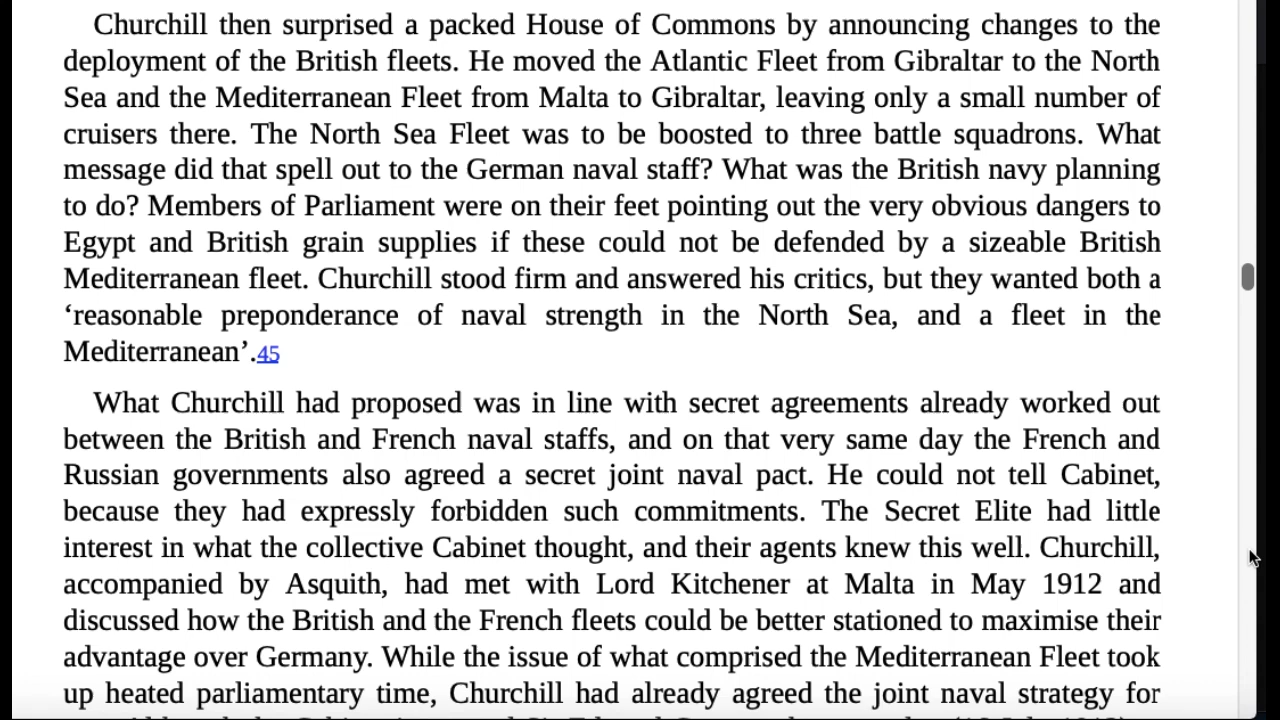 Churchill then surprised a packed House of Commons by announcing changes to the
deployment of the British fleets. He moved the Atlantic Fleet from Gibraltar to the North
Sea and the Mediterranean Fleet from Malta to Gibraltar, leaving only a small number of
cruisers there. The North Sea Fleet was to be boosted to three battle squadrons. What
message did that spell out to the German naval staff? What was the British navy planning
to do? Members of Parliament were on their feet pointing out the very obvious dangers to
Egypt and British grain supplies if these could not be defended by a sizeable British
Mediterranean fleet. Churchill stood firm and answered his critics, but they wanted both a
‘reasonable preponderance of naval strength in the North Sea, and a fleet in the
Mediterranean’.45
What Churchill had proposed was in line with secret agreements already worked out
between the British and French naval staffs, and on that very same day the French and
Russian governments also agreed a secret joint naval pact. He could not tell Cabinet,
because they had expressly forbidden such commitments. The Secret Elite had little
interest in what the collective Cabinet thought, and their agents knew this well. Churchill,
accompanied by Asquith, had met with Lord Kitchener at Malta in May 1912 and
discussed how the British and the French fleets could be better stationed to maximise their
advantage over Germany. While the issue of what comprised the Mediterranean Fleet took
up heated parliamentary time, Churchill had already agreed the joint naval strategy for